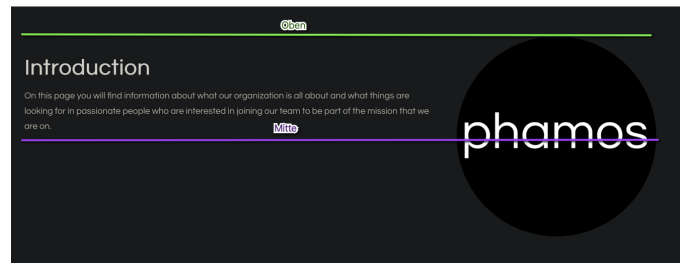 Oben
Introduction
On this page you will find information about what our organization is all about and what things are
looking for in passionate people who are interested in joining our team to be part of the mission that we
are on.
Mitte
phamos